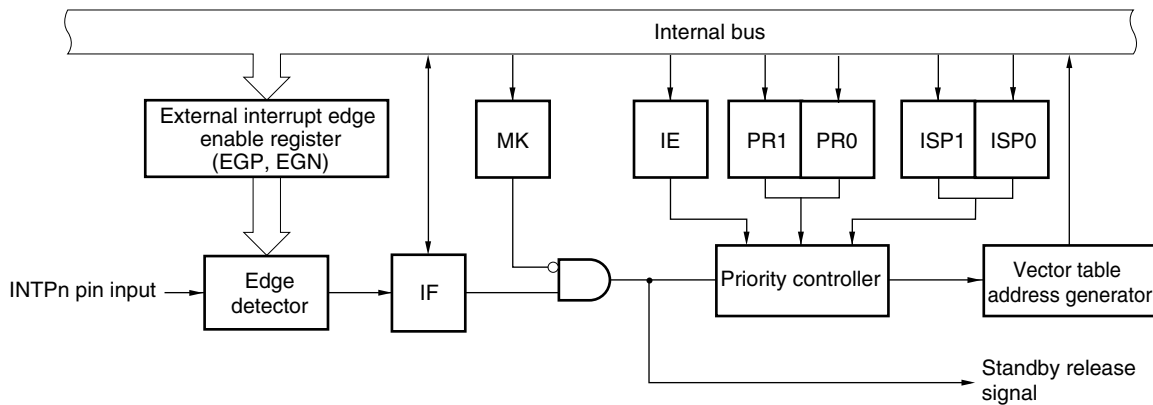 Internal bus
External interrupt edge
enable register
(EGP, EGN)
MK
IE
PR1
PR0
ISP1
ISP0
INTPn pin input
Edge
detector
IF
Priority controller
Vector table
address generator
Standby release
signal